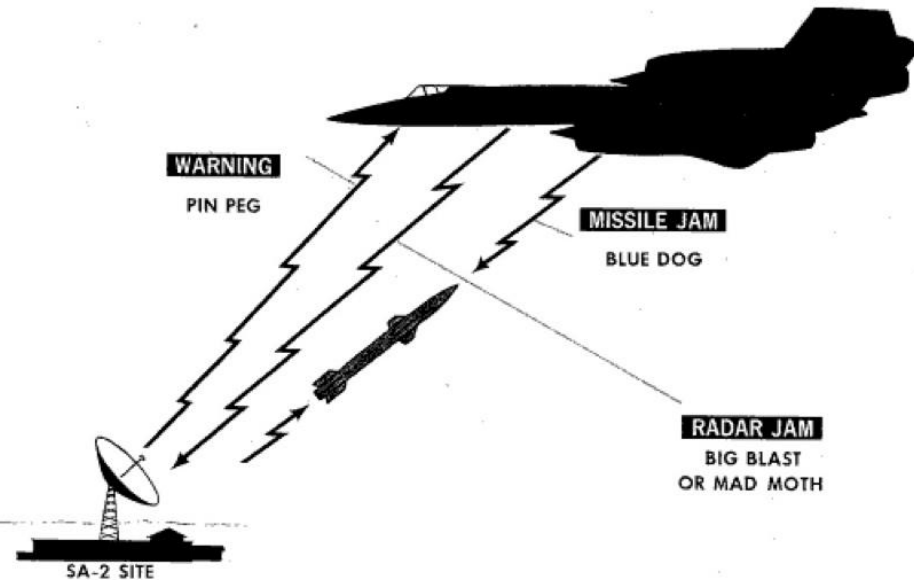 WARNING
PIN PEG
MISSILE JAM
BLUE DOG
RADAR JAM
BIG BLAST
OR MAD MOTH
SA-2 SITE